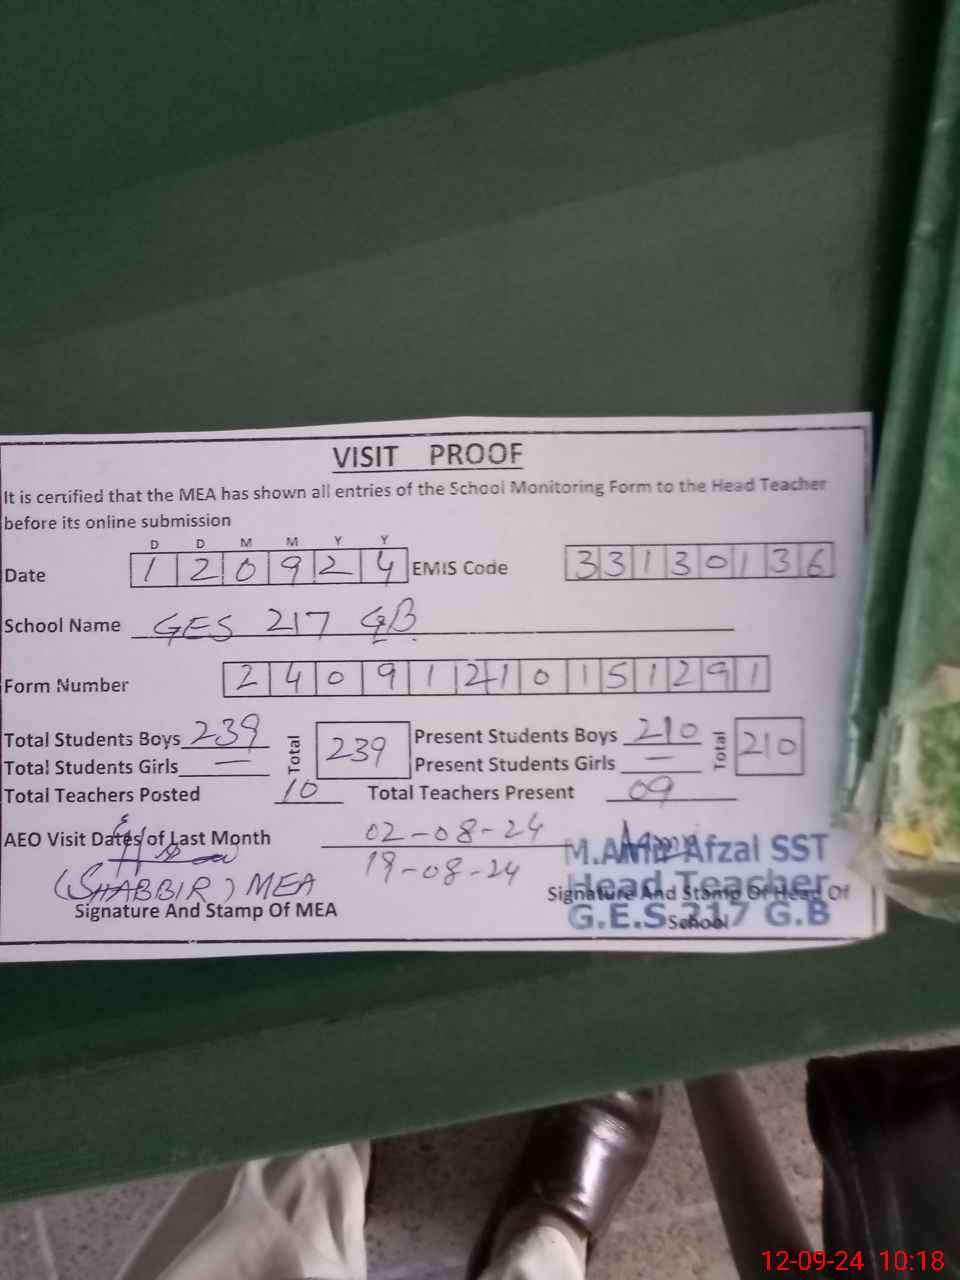 VISIT PROOF
It is certified that the MEA has shown all entries of the School Monitoring Form to the Head Teacher
before its online submission
D D M M Y Y
Date 1 2 0 9 2 4 EMIS Code 3 3 1 3 0 1 3 6
School Name GES 217 GB
Form Number 2 4 0 9 1 2 1 0 1 5 1 2 9 1
Total Students Boys 239 Total 239 Present Students Boys 210 Total 210
Total Students Girls — Present Students Girls —
Total Teachers Posted 10 Total Teachers Present 09
AEO Visit Dates of Last Month 02-08-24
19-08-24
(SHABBIR) MEA
Signature And Stamp Of MEA
M. Afzal SST
Head Teacher
G.E.S 217 G.B
Signature And Stamp Of Head Of
School
12-09-24 10:18